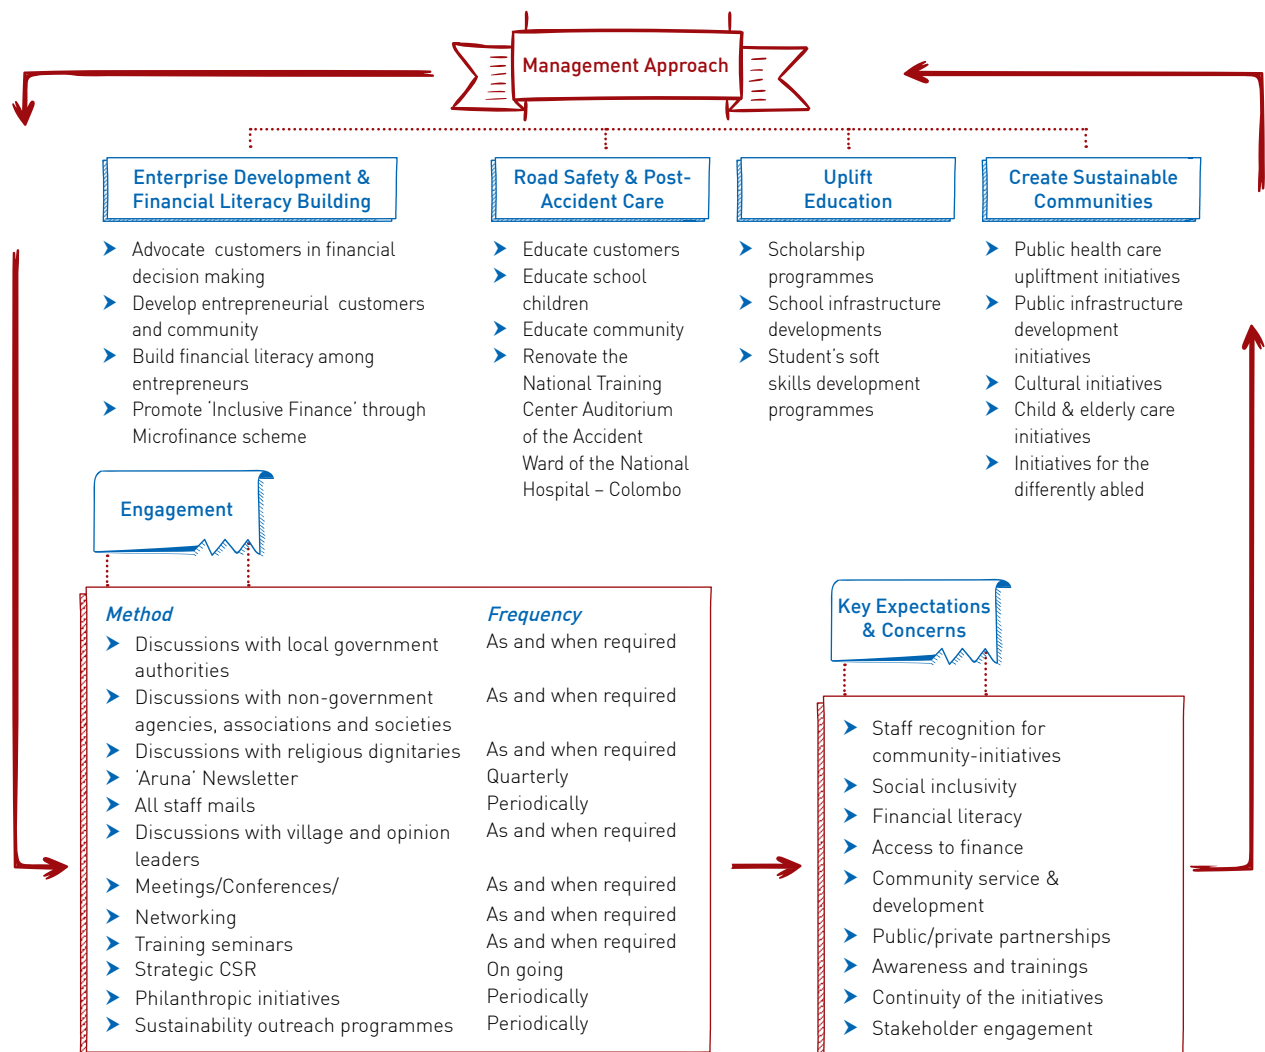 Management Approach
Enterprise Development &
Financial Literacy Building
Advocate customers in financial
decision making
Develop entrepreneurial customers
and community
Build financial literacy among
entrepreneurs
Promote ‘Inclusive Finance’ through
Microfinance scheme
Road Safety & Post-
Accident Care
Educate customers
Educate school
children
Educate community
Renovate the
National Training
Center Auditorium
of the Accident
Ward of the National
Hospital – Colombo
Uplift
Education
Scholarship
programmes
School infrastructure
developments
Student’s soft
skills development
programmes
Create Sustainable
Communities
Public health care
upliftment initiatives
Public infrastructure
development
initiatives
Cultural initiatives
Child & elderly care
initiatives
Initiatives for the
differently abled
Engagement
Method Frequency
Discussions with local government As and when required
authorities
Discussions with non-government As and when required
agencies, associations and societies
Discussions with religious dignitaries As and when required
‘Aruna’ Newsletter Quarterly
All staff mails Periodically
Discussions with village and opinion As and when required
leaders
Meetings/Conferences/ As and when required
Networking As and when required
Training seminars As and when required
Strategic CSR On going
Philanthropic initiatives Periodically
Sustainability outreach programmes Periodically
Key Expectations
& Concerns
Staff recognition for
community-initiatives
Social inclusivity
Financial literacy
Access to finance
Community service &
development
Public/private partnerships
Awareness and trainings
Continuity of the initiatives
Stakeholder engagement